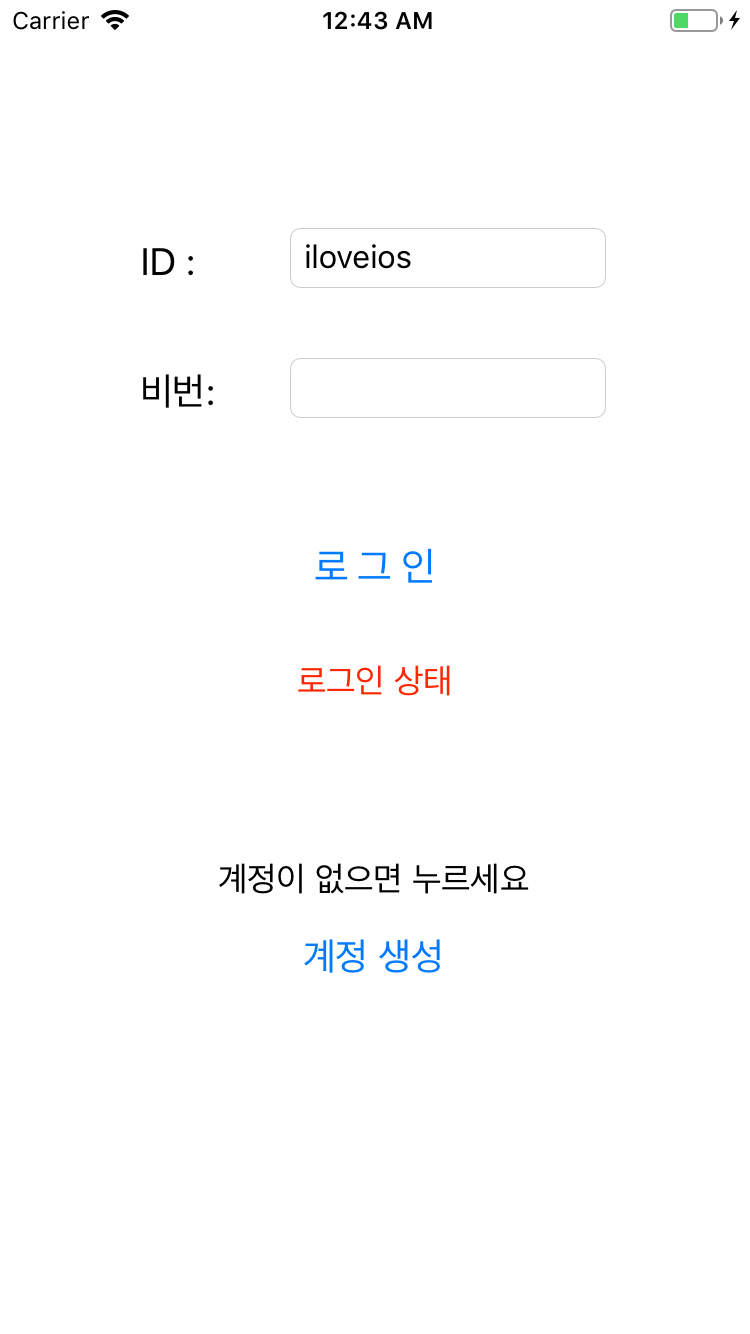 Carrier 12:43 AM
ID : iloveios
비번:
로 그 인
로그인 상태
계정이 없으면 누르세요
계정 생성